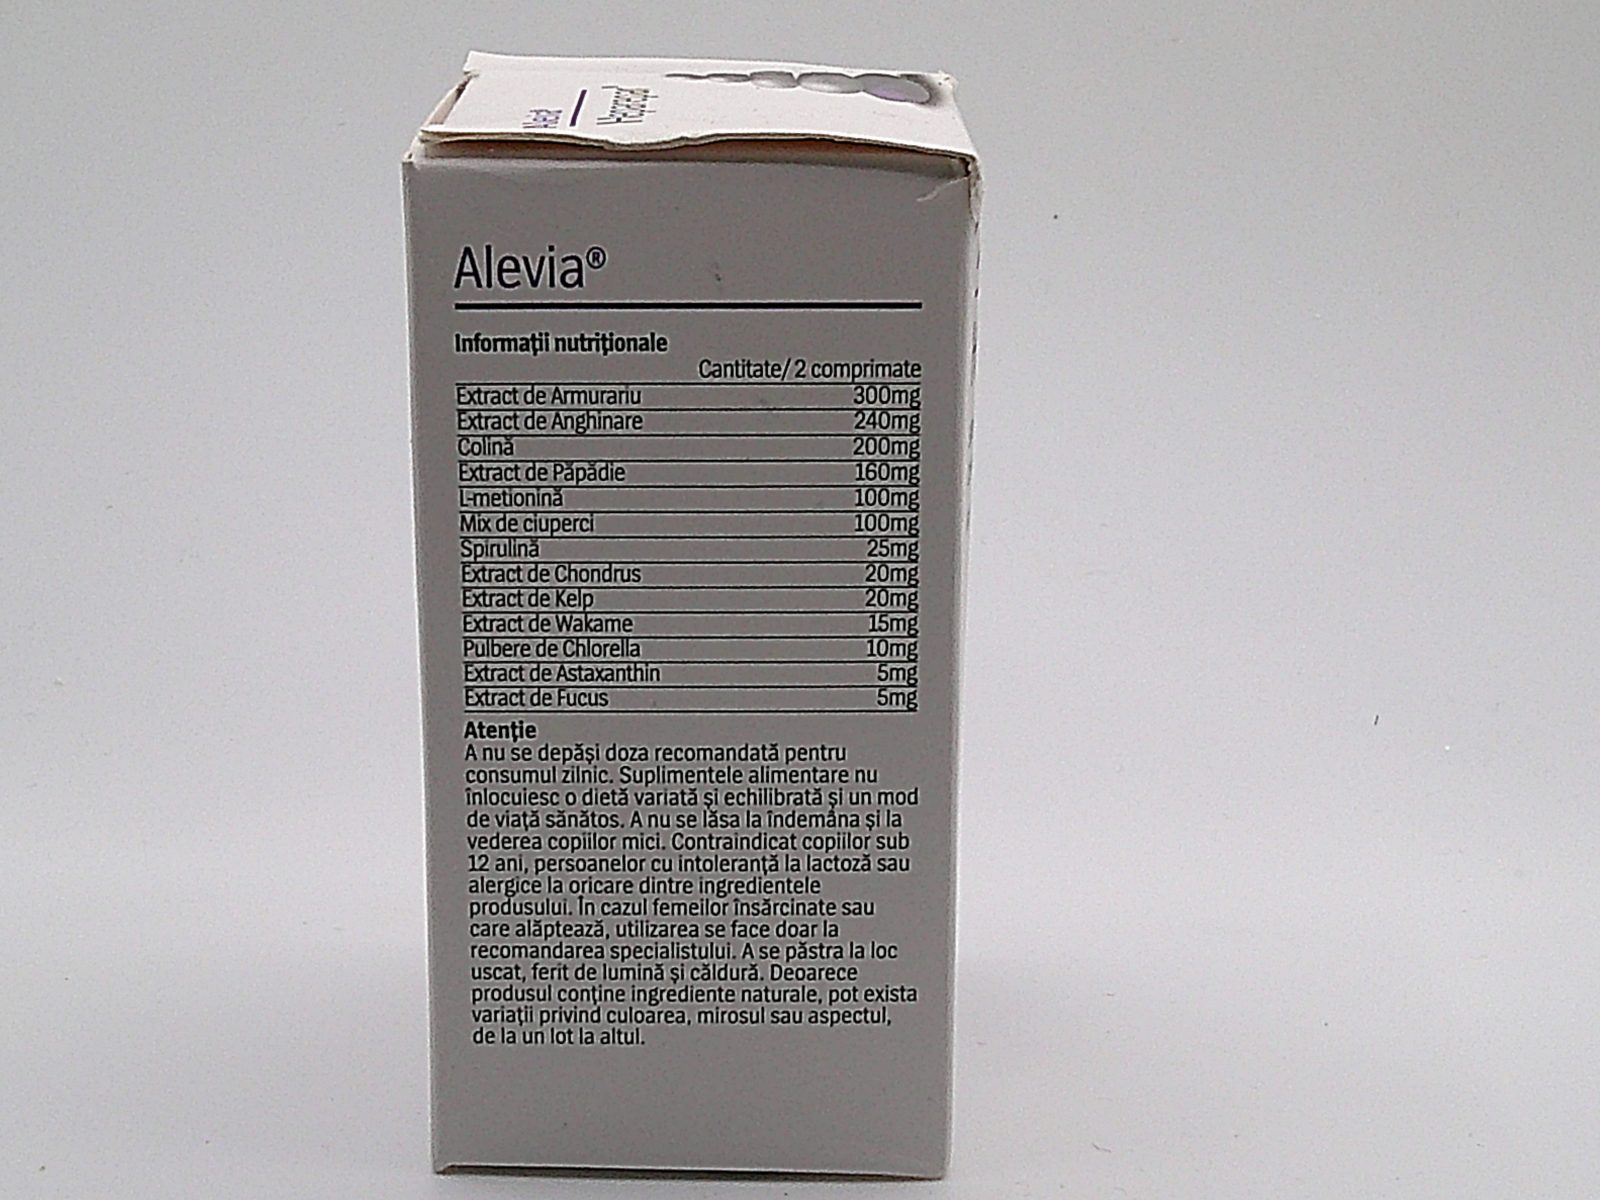 Alevia
Alevia®
Informații nutriționale
Cantitate/ 2 comprimate
Extract de Armurariu 300mg
Extract de Anghinare 240mg
Colină 200mg
Extract de Păpădie 160mg
L-metionină 100mg
Mix de ciuperci 100mg
Spirulină 25mg
Extract de Chondrus 20mg
Extract de Kelp 20mg
Extract de Wakame 15mg
Pulbere de Chlorella 10mg
Extract de Astaxanthin 5mg
Extract de Fucus 5mg
Atenție
A nu se depăși doza recomandată pentru
consumul zilnic. Suplimentele alimentare nu
înlocuiesc o dietă variată și echilibrată și un mod
de viață sănătos. A nu se lăsa la îndemâna și la
vederea copiilor mici. Contraindicat copiilor sub
12 ani, persoanelor cu intoleranță la lactoză sau
alergice la oricare dintre ingredientele
produsului. În cazul femeilor însărcinate sau
care alăptează, utilizarea se face doar la
recomandarea specialistului. A se păstra la loc
uscat, ferit de lumină și căldură. Deoarece
produsul conține ingrediente naturale, pot exista
variații privind culoarea, mirosul sau aspectul,
de la un lot la altul.